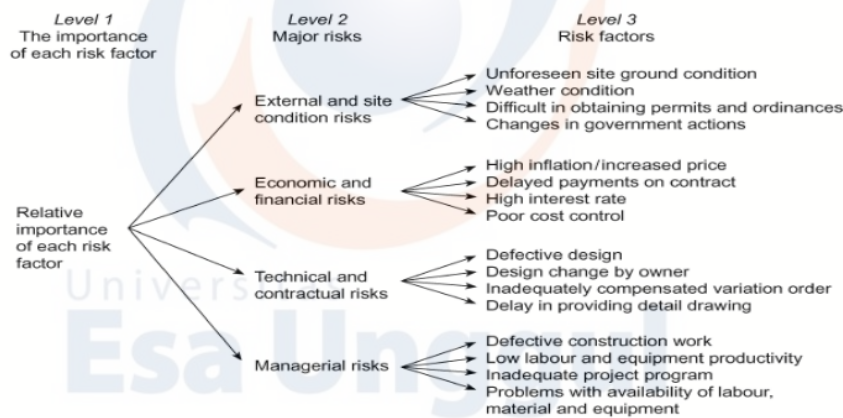 Level 1
The importance
of each risk factor
Level 2
Major risks
Level 3
Risk factors
Relative
importance
of each risk
factor
External and site
condition risks
Unforeseen site ground condition
Weather condition
Difficult in obtaining permits and ordinances
Changes in government actions
Economic and
financial risks
High inflation/increased price
Delayed payments on contract
High interest rate
Poor cost control
Technical and
contractual risks
Defective design
Design change by owner
Inadequately compensated variation order
Delay in providing detail drawing
Managerial risks
Defective construction work
Low labour and equipment productivity
Inadequate project program
Problems with availability of labour,
material and equipment
Universitas
Esa Unggul